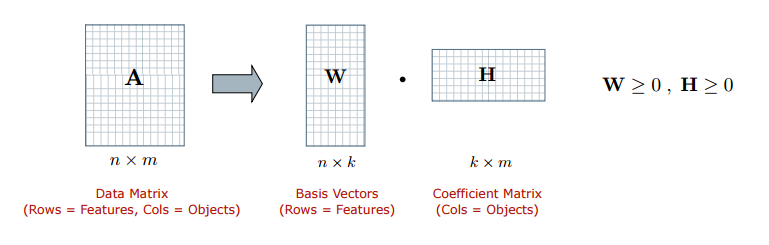 A
W
•
H
W ≥ 0 , H ≥ 0
n × m
n × k
k × m
Data Matrix
(Rows = Features, Cols = Objects)
Basis Vectors
(Rows = Features)
Coefficient Matrix
(Cols = Objects)